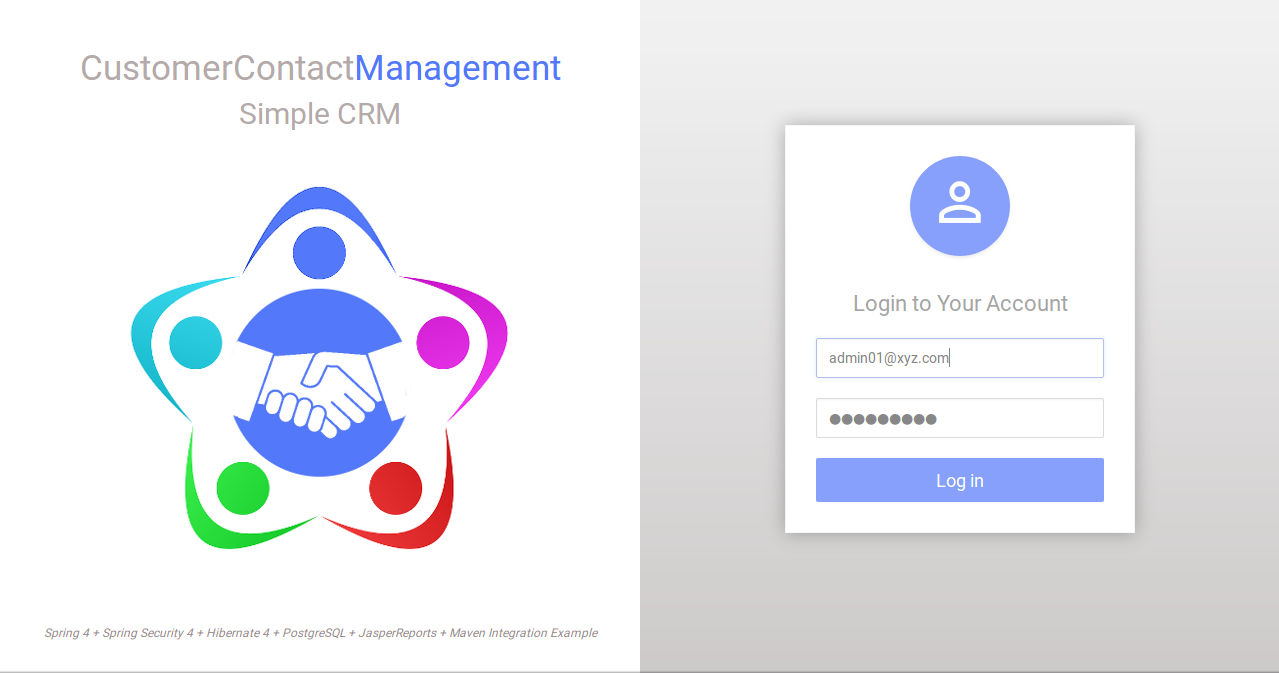 CustomerContactManagement
Simple CRM
Spring 4 + Spring Security 4 + Hibernate 4 + PostgreSQL + JasperReports + Maven Integration Example
Login to Your Account
admin01@xyz.com
●●●●●●●●●
Log in